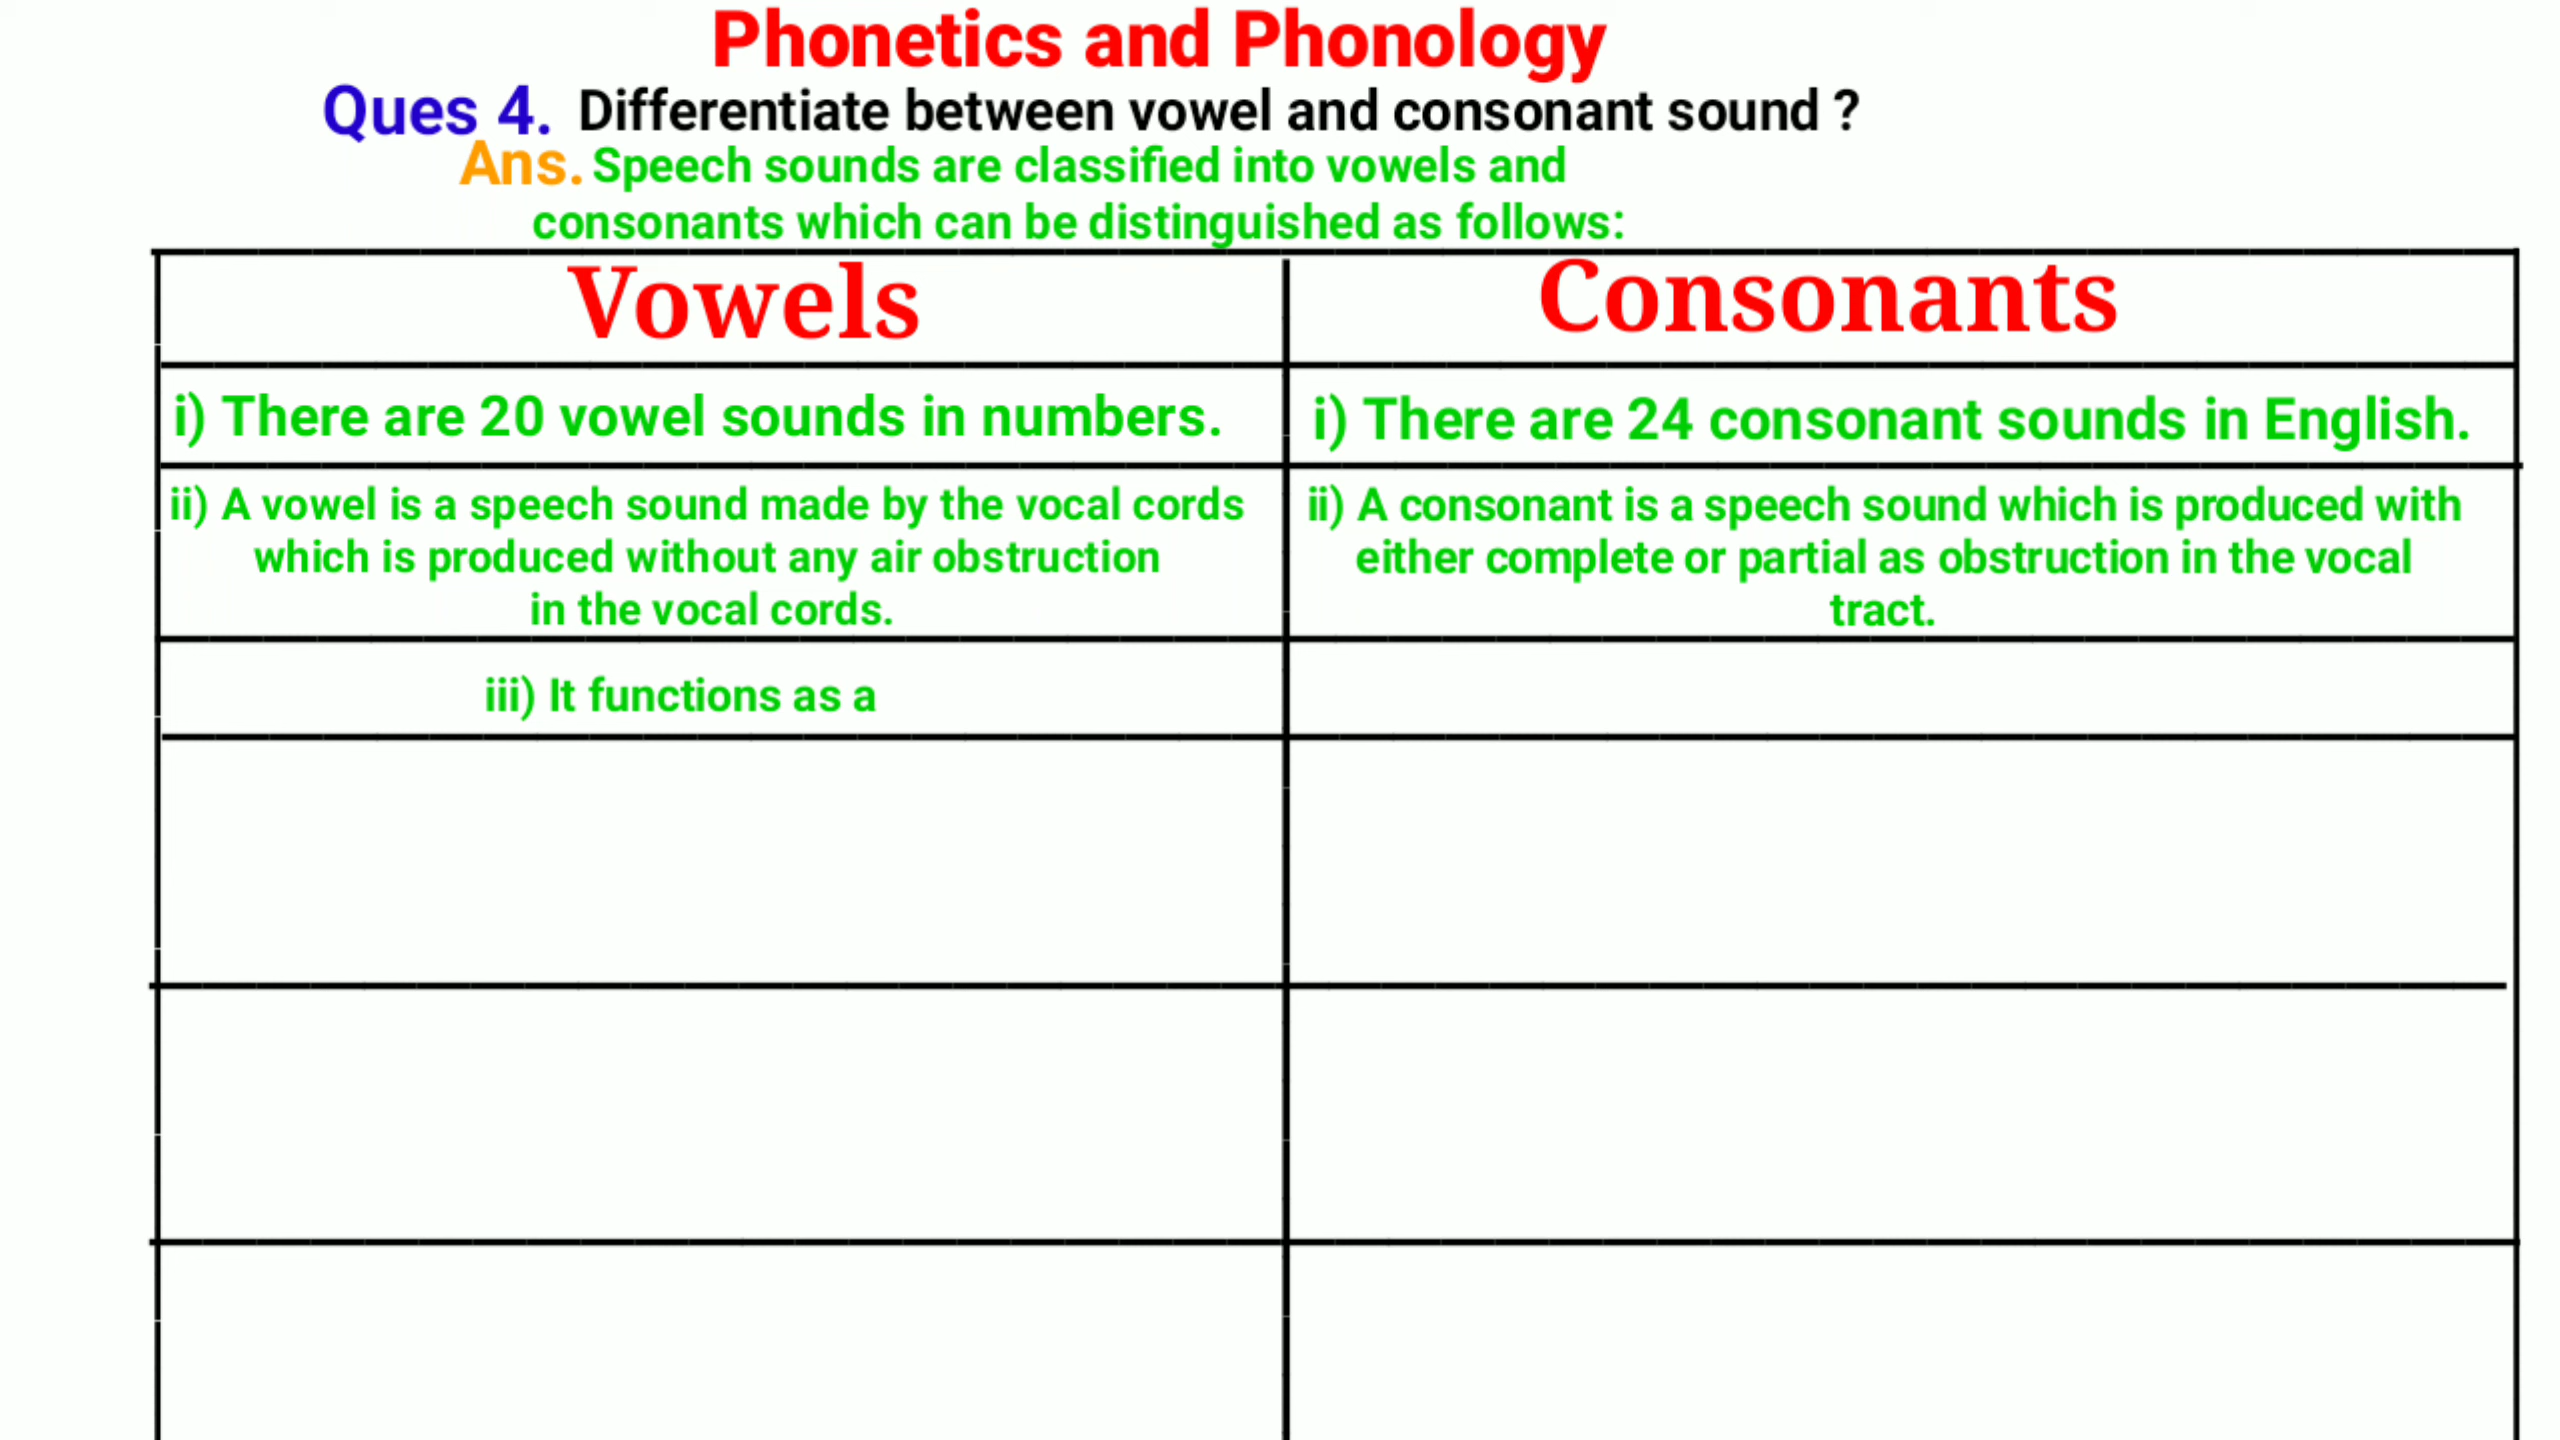 Phonetics and Phonology
Ques 4. Differentiate between vowel and consonant sound ?
Ans. Speech sounds are classified into vowels and
consonants which can be distinguished as follows:
Vowels
Consonants
i) There are 20 vowel sounds in numbers.
i) There are 24 consonant sounds in English.
ii) A vowel is a speech sound made by the vocal cords
which is produced without any air obstruction
in the vocal cords.
ii) A consonant is a speech sound which is produced with
either complete or partial as obstruction in the vocal
tract.
iii) It functions as a